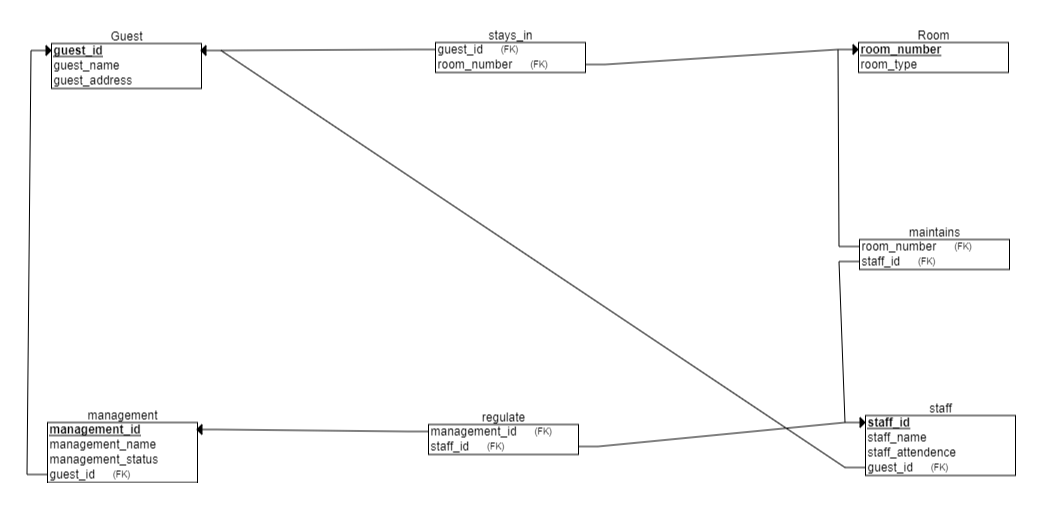 Guest
guest_id
guest_name
guest_address
stays_in
guest_id (FK)
room_number (FK)
Room
room_number
room_type
maintains
room_number (FK)
staff_id (FK)
management
management_id
management_name
management_status
guest_id (FK)
regulate
management_id (FK)
staff_id (FK)
staff
staff_id
staff_name
staff_attendence
guest_id (FK)